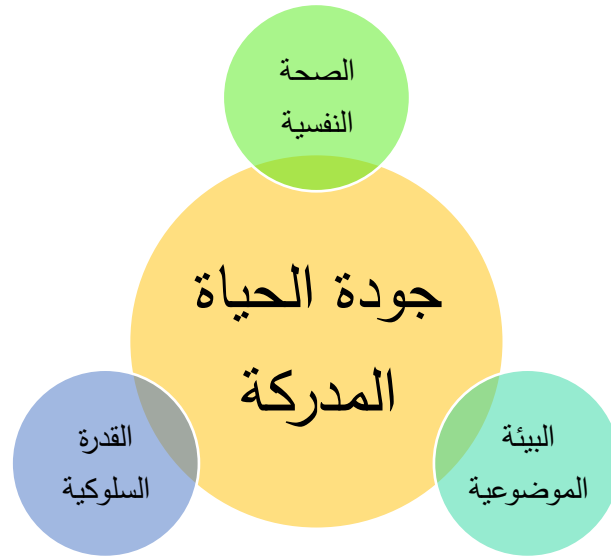 الصحة
النفسية
جودة الحياة
المدركة
البيئة
الموضوعية
القدرة
السلوكية